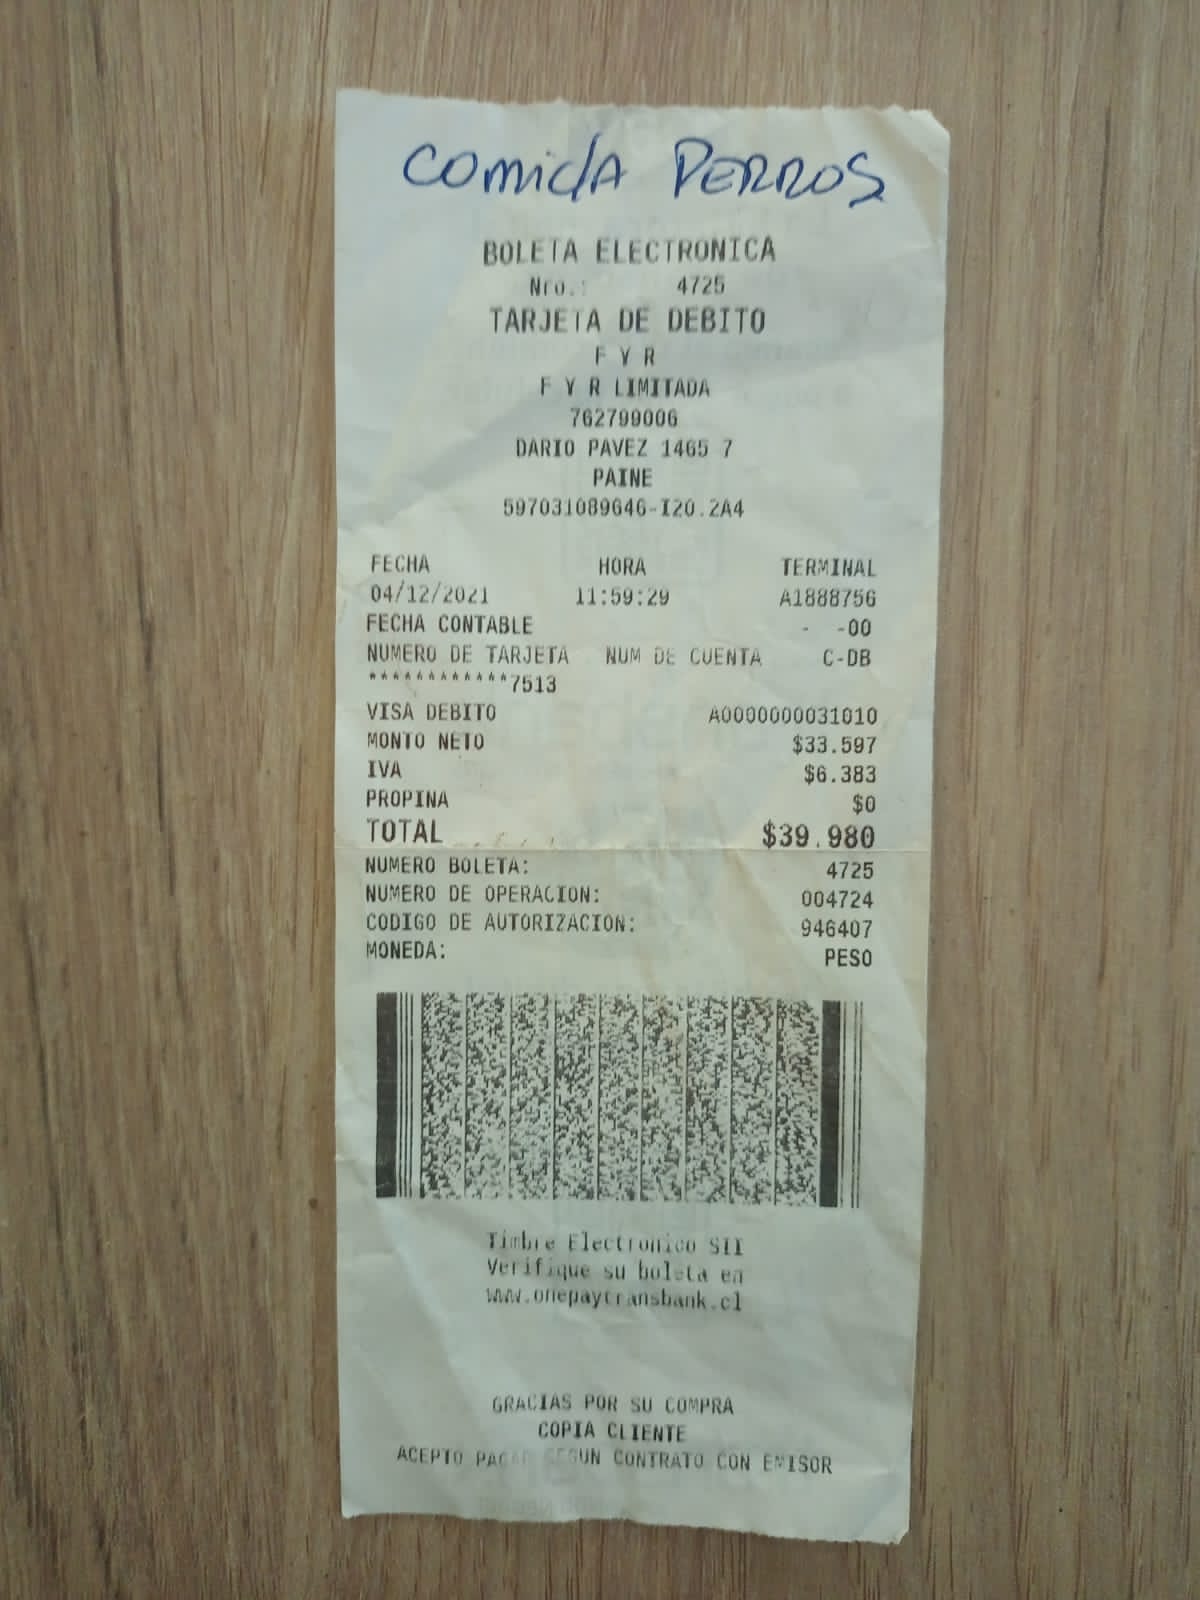 COMIDA PERROS
BOLETA ELECTRONICA
Nro.: 4725
TARJETA DE DEBITO
F Y R
F Y R LIMITADA
762799006
DARIO PAVEZ 1465 7
PAINE
597031089646-I20.2A4
FECHA HORA TERMINAL
04/12/2021 11:59:29 A1888756
FECHA CONTABLE - -00
NUMERO DE TARJETA NUM DE CUENTA C-DB
************7513
VISA DEBITO A0000000031010
MONTO NETO $33.597
IVA $6.383
PROPINA $0
TOTAL $39.980
NUMERO BOLETA: 4725
NUMERO DE OPERACION: 004724
CODIGO DE AUTORIZACION: 946407
MONEDA: PESO
Timbre Electronico SII
Verifique su boleta en
www.onepaytransbank.cl
GRACIAS POR SU COMPRA
COPIA CLIENTE
ACEPTO PAGAR SEGUN CONTRATO CON EMISOR